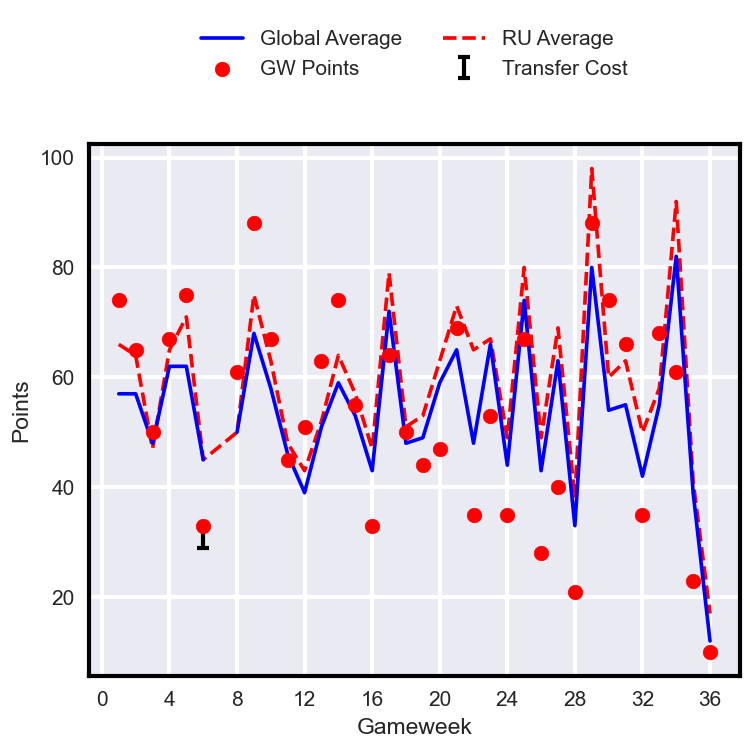 Global Average
RU Average
GW Points
Transfer Cost
100
80
60
40
20
Points
0 4 8 12 16 20 24 28 32 36
Gameweek